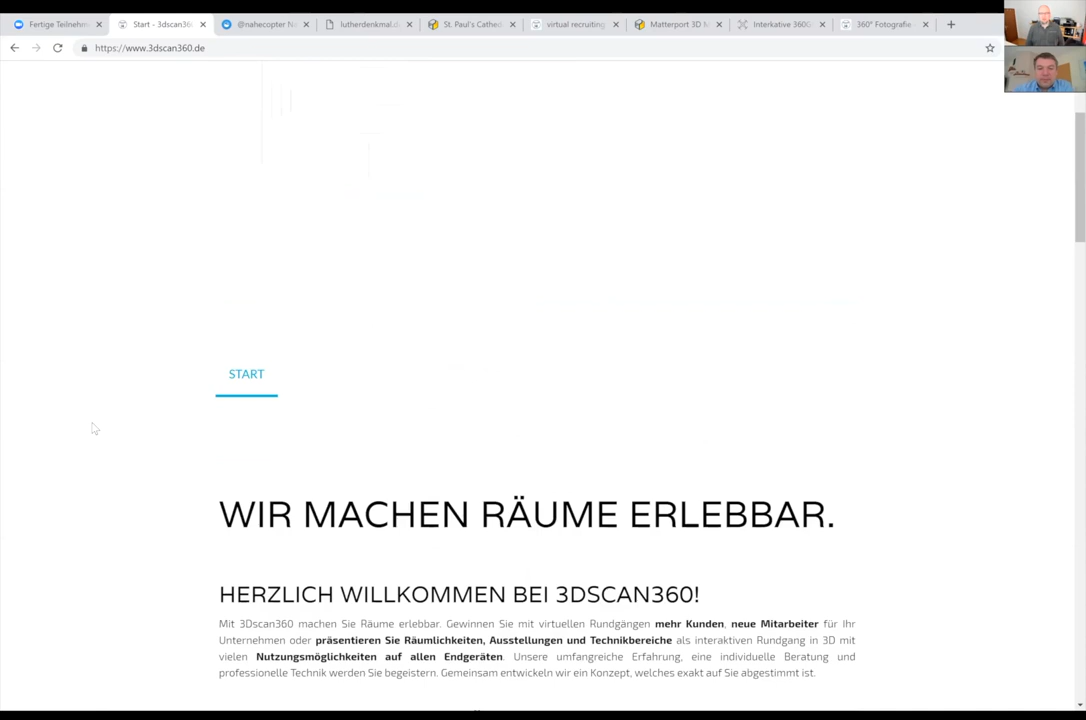 Fertige Teilnehm
Start - 3dscan360
@nahecopter Na
lutherdenkmal.d
St. Paul's Cathed
virtual recruiting
Matterport 3D M
Interkative 360G
360° Fotografie -
https://www.3dscan360.de
START
WIR MACHEN RÄUME ERLEBBAR.
HERZLICH WILLKOMMEN BEI 3DSCAN360!
Mit 3Dscan360 machen Sie Räume erlebbar. Gewinnen Sie mit virtuellen Rundgängen mehr Kunden, neue Mitarbeiter für Ihr
Unternehmen oder präsentieren Sie Räumlichkeiten, Ausstellungen und Technikbereiche als interaktiven Rundgang in 3D mit
vielen Nutzungsmöglichkeiten auf allen Endgeräten. Unsere umfangreiche Erfahrung, eine individuelle Beratung und
professionelle Technik werden Sie begeistern. Gemeinsam entwickeln wir ein Konzept, welches exakt auf Sie abgestimmt ist.